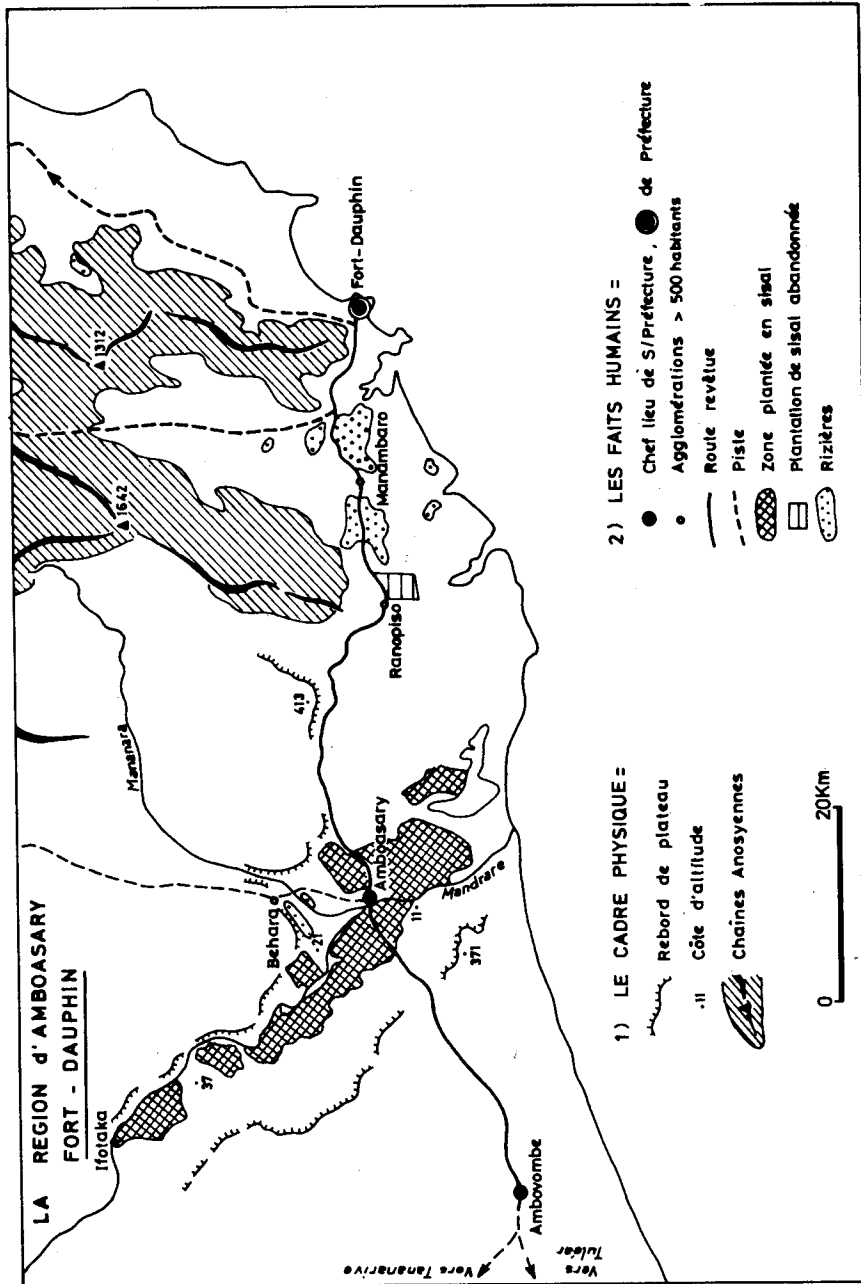 LA REGION d'AMBOASARY
FORT - DAUPHIN
Ifotaka
37
Behara
21
Amboasary
11
Mandrare
371
Mananara
413
1642
1312
Ranopiso
Manambaro
Fort-Dauphin
Ambovombe
Vers Tananarive
Vers
Tuléar
1) LE CADRE PHYSIQUE =
Rebord de plateau
.11 Côte d'altitude
Chaînes Anosyennes
0 20Km
2) LES FAITS HUMAINS =
Chef lieu de S/Préfecture, de Préfecture
Agglomérations > 500 habitants
Route revêtue
Piste
Zone plantée en sisal
Plantation de sisal abandonnée
Rizières